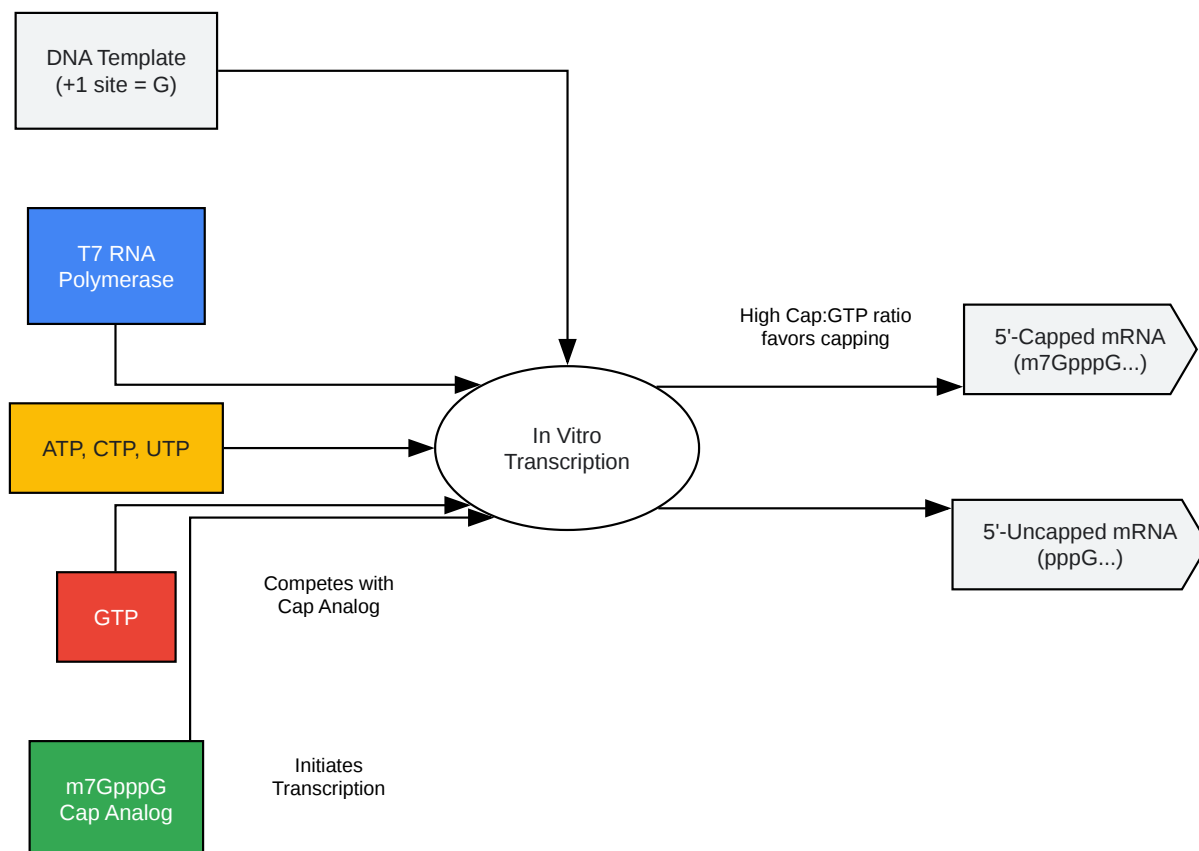 DNA Template
(+1 site = G)
T7 RNA
Polymerase
High Cap:GTP ratio
favors capping
5'-Capped mRNA
(m7GpppG...)
ATP, CTP, UTP
In Vitro
Transcription
5'-Uncapped mRNA
(pppG...)
Competes with
Cap Analog
GTP
Initiates
Transcription
m7GpppG
Cap Analog